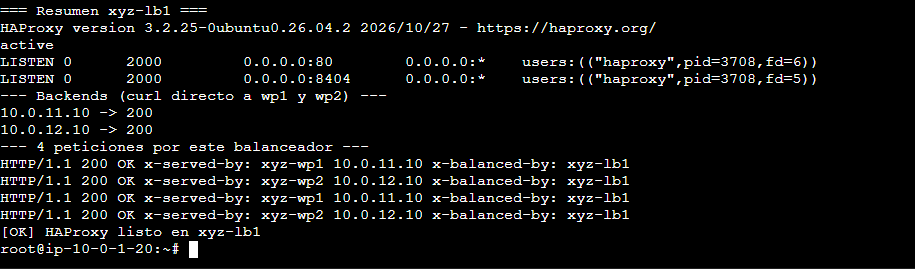 === Resumen xyz-lb1 ===
HAProxy version 3.2.25-0ubuntu0.26.04.2 2026/10/27 - https://haproxy.org/
active
LISTEN 0      2000          0.0.0.0:80         0.0.0.0:*    users:(("haproxy",pid=3708,fd=6))
LISTEN 0      2000          0.0.0.0:8404       0.0.0.0:*    users:(("haproxy",pid=3708,fd=5))
--- Backends (curl directo a wp1 y wp2) ---
10.0.11.10 -> 200
10.0.12.10 -> 200
--- 4 peticiones por este balanceador ---
HTTP/1.1 200 OK x-served-by: xyz-wp1 10.0.11.10 x-balanced-by: xyz-lb1
HTTP/1.1 200 OK x-served-by: xyz-wp2 10.0.12.10 x-balanced-by: xyz-lb1
HTTP/1.1 200 OK x-served-by: xyz-wp1 10.0.11.10 x-balanced-by: xyz-lb1
HTTP/1.1 200 OK x-served-by: xyz-wp2 10.0.12.10 x-balanced-by: xyz-lb1
[OK] HAProxy listo en xyz-lb1
root@ip-10-0-1-20:~#